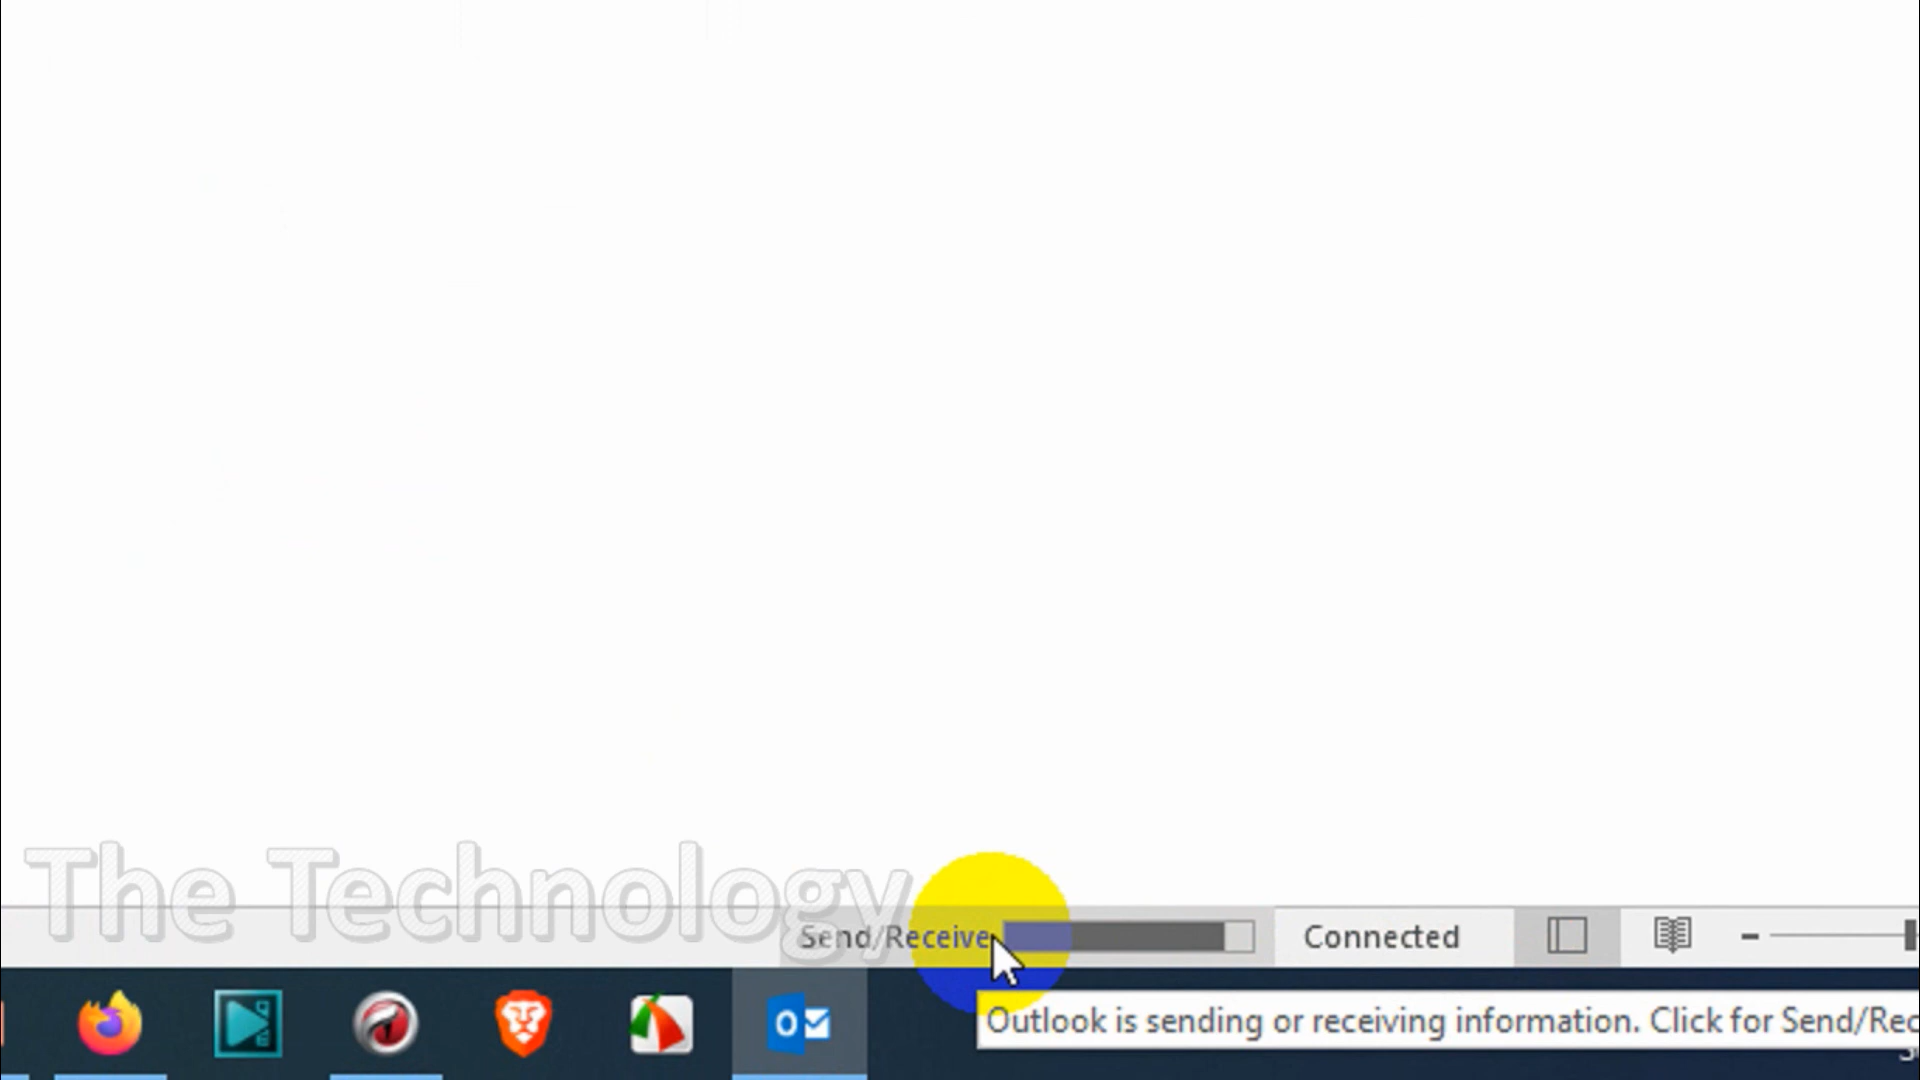 The Technology
Send/Receive
Connected
Outlook is sending or receiving information. Click for Send/Rec